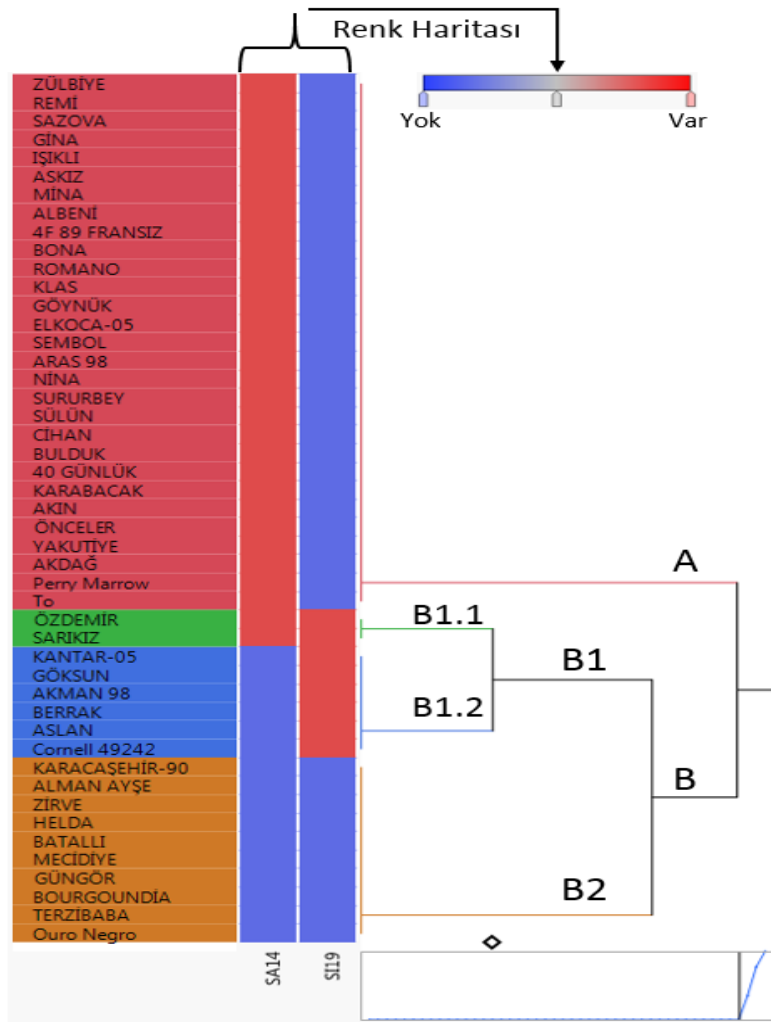 Renk Haritası
Yok
Var
ZÜLBİYE
REMİ
SAZOVA
GİNA
IŞIKLI
ASKIZ
MİNA
ALBENİ
4F 89 FRANSIZ
BONA
ROMANO
KLAS
GÖYNÜK
ELKOCA-05
SEMBOL
ARAS 98
NİNA
SURURBEY
SÜLÜN
CİHAN
BULDUK
40 GÜNLÜK
KARABACAK
AKIN
ÖNCELER
YAKUTİYE
AKDAĞ
Perry Marrow
To
ÖZDEMİR
SARIKIZ
KANTAR-05
GÖKSUN
AKMAN 98
BERRAK
ASLAN
Cornell 49242
KARACAŞEHİR-90
ALMAN AYŞE
ZİRVE
HELDA
BATALLI
MECİDİYE
GÜNGÖR
BOURGOUNDİA
TERZİBABA
Ouro Negro
A
B1.1
B1
B1.2
B
B2
SA14
SI19